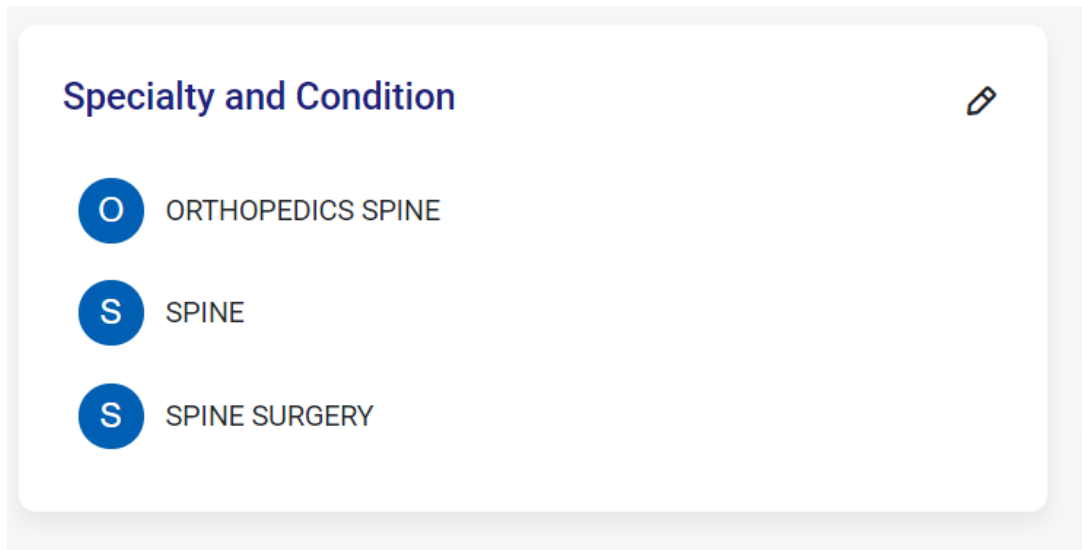 Specialty and Condition
O ORTHOPEDICS SPINE
S SPINE
S SPINE SURGERY